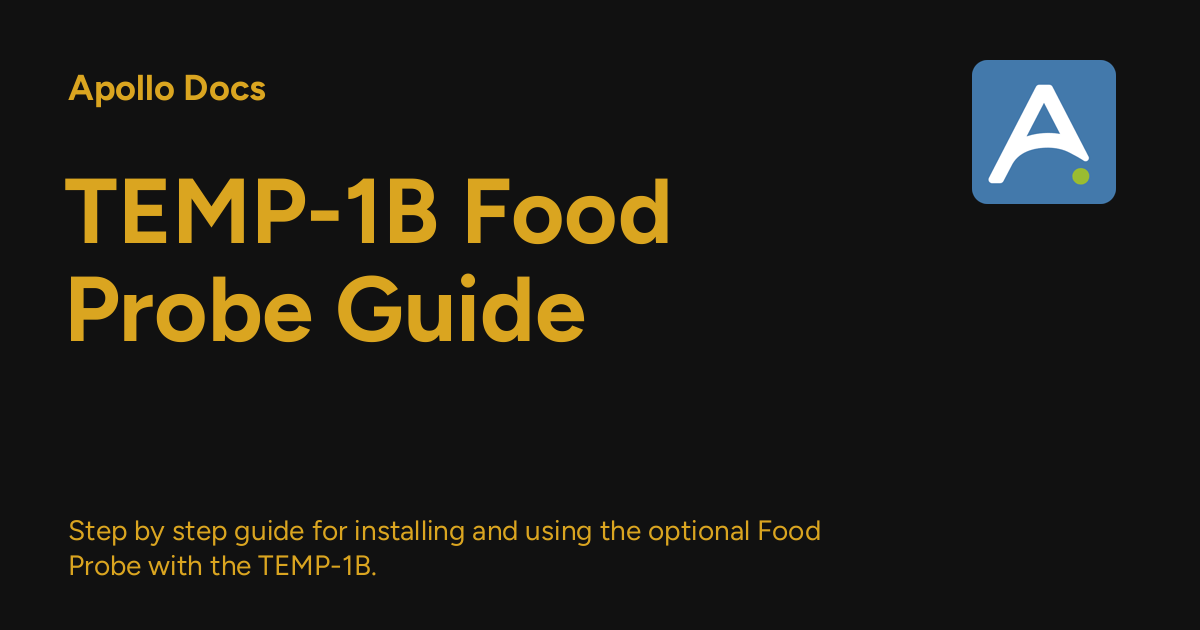 Apollo Docs
TEMP-1B Food
Probe Guide
Step by step guide for installing and using the optional Food
Probe with the TEMP-1B.